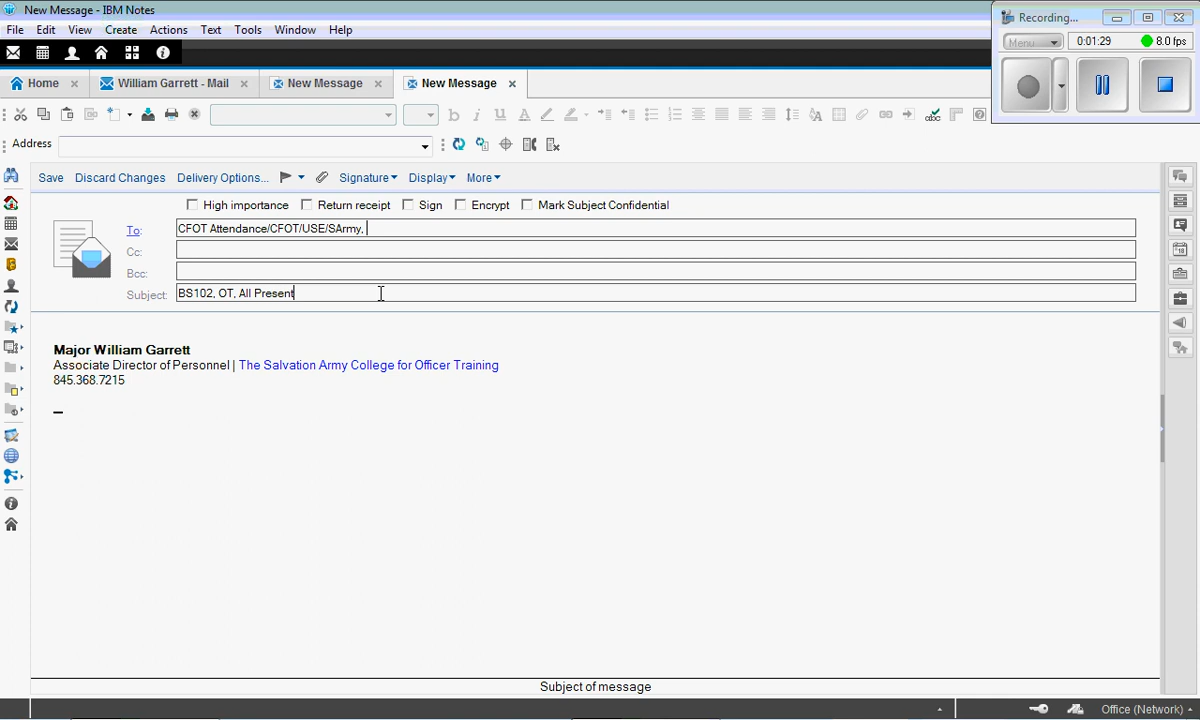 New Message - IBM Notes
File Edit View Create Actions Text Tools Window Help
Recording...
Menu 0:01:29 8.0 fps
Home William Garrett - Mail New Message New Message
Address
Save Discard Changes Delivery Options... Signature Display More
High importance Return receipt Sign Encrypt Mark Subject Confidential
To: CFOT Attendance/CFOT/USE/SArmy,
Cc:
Bcc:
Subject: BS102, OT, All Present
Major William Garrett
Associate Director of Personnel | The Salvation Army College for Officer Training
845.368.7215
Subject of message
Office (Network)